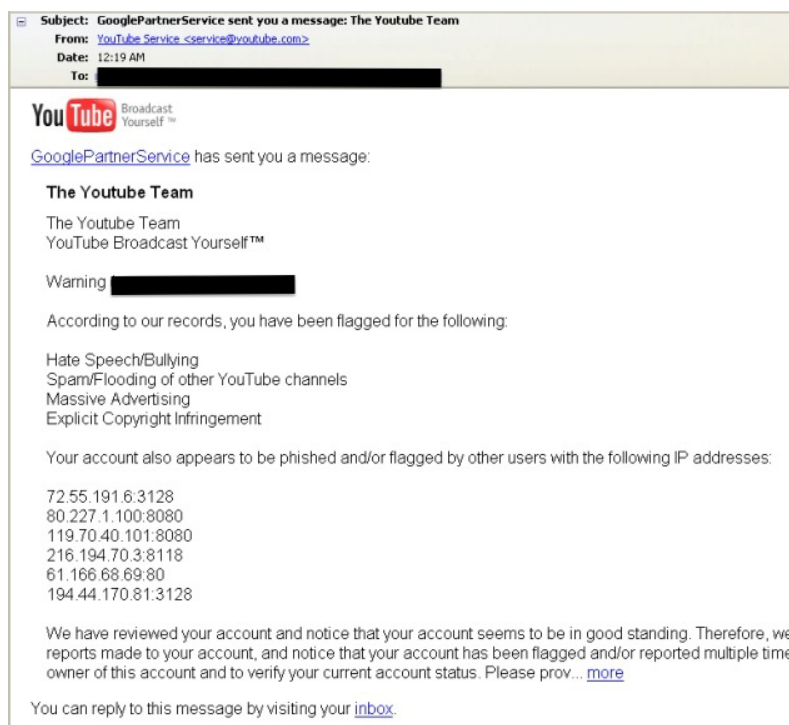 Subject: GooglePartnerService sent you a message: The Youtube Team
From: YouTube Service <service@youtube.com>
Date: 12:19 AM
To:
YouTube Broadcast
Yourself ™
GooglePartnerService has sent you a message:
The Youtube Team
The Youtube Team
YouTube Broadcast Yourself™
Warning
According to our records, you have been flagged for the following:
Hate Speech/Bullying
Spam/Flooding of other YouTube channels
Massive Advertising
Explicit Copyright Infringement
Your account also appears to be phished and/or flagged by other users with the following IP addresses:
72.55.191.6:3128
80.227.1.100:8080
119.70.40.101:8080
216.194.70.3:8118
61.166.68.69:80
194.44.170.81:3128
We have reviewed your account and notice that your account seems to be in good standing. Therefore, we
reports made to your account, and notice that your account has been flagged and/or reported multiple time
owner of this account and to verify your current account status. Please prov... more
You can reply to this message by visiting your inbox.